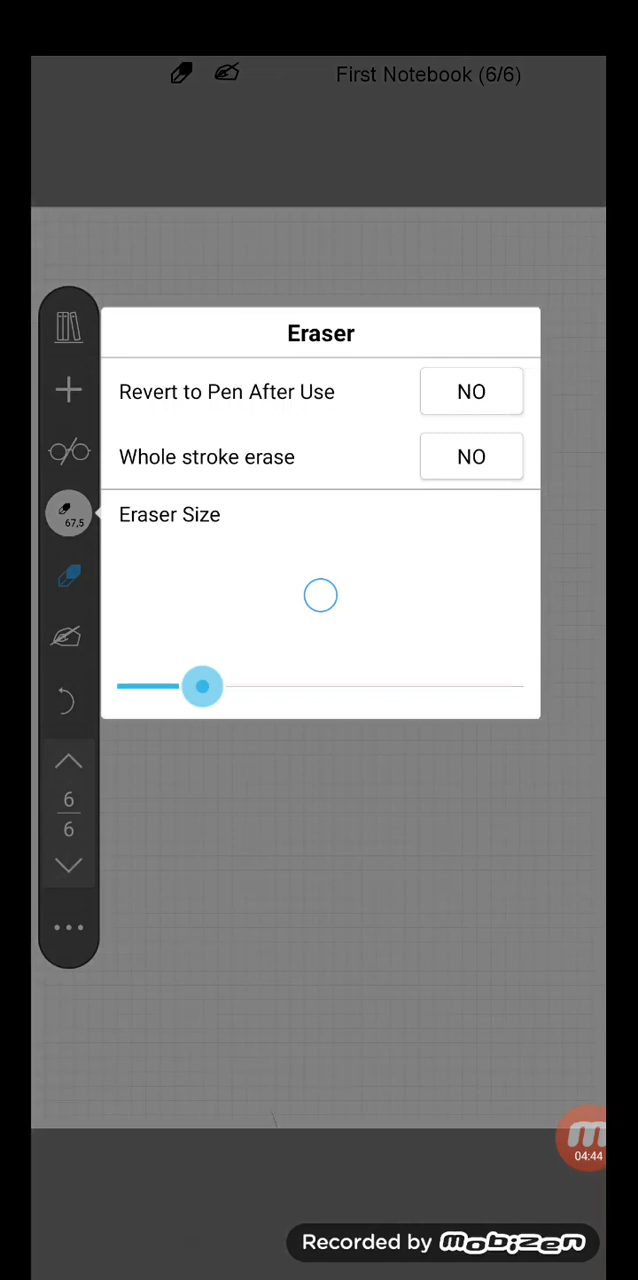 First Notebook (6/6)
Eraser
Revert to Pen After Use NO
Whole stroke erase NO
67,5
Eraser Size
6
6
04:44
Recorded by mobizen